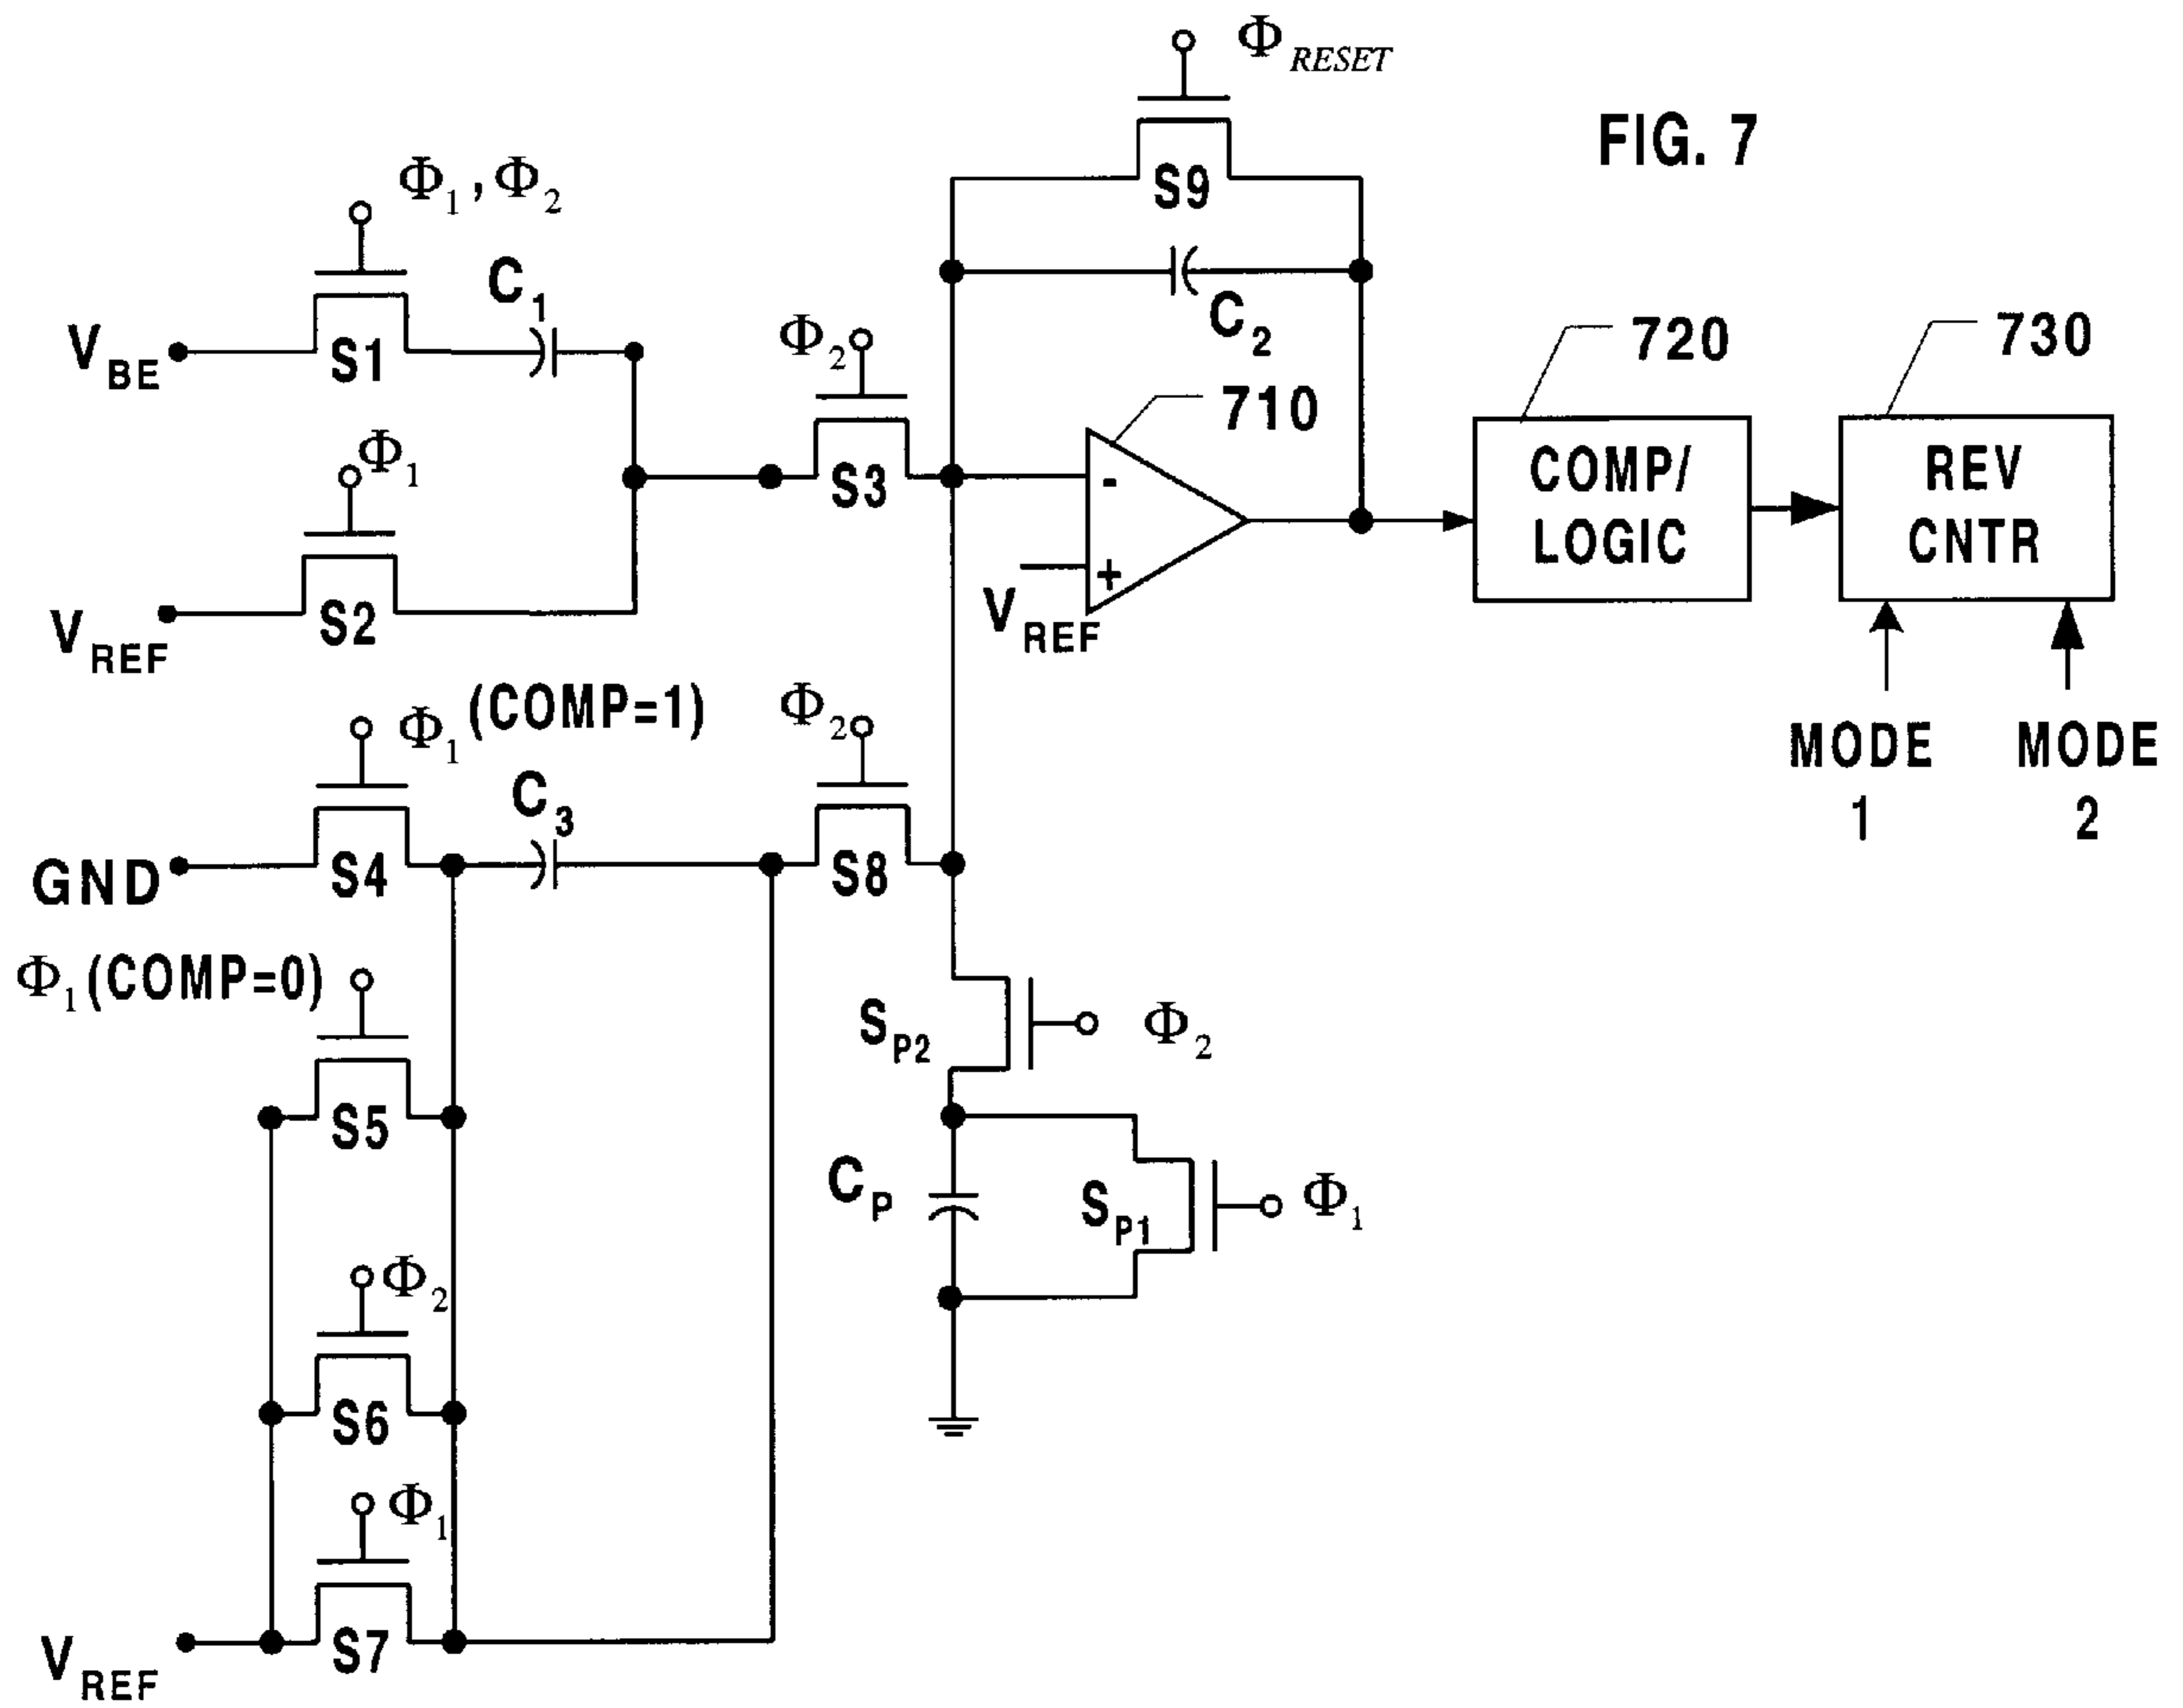 Φ RESET
FIG. 7
Φ1, Φ2
C1
S9
VBE
S1
Φ2
C2
720
730
710
Φ1
S3
-
COMP/
LOGIC
REV
CNTR
+
VREF
S2
VREF
Φ1 (COMP=1)
Φ2
MODE
1
MODE
2
C3
GND
S4
S8
Φ1 (COMP=0)
SP2
Φ2
S5
CP
SP1
Φ1
Φ2
S6
Φ1
S7
VREF